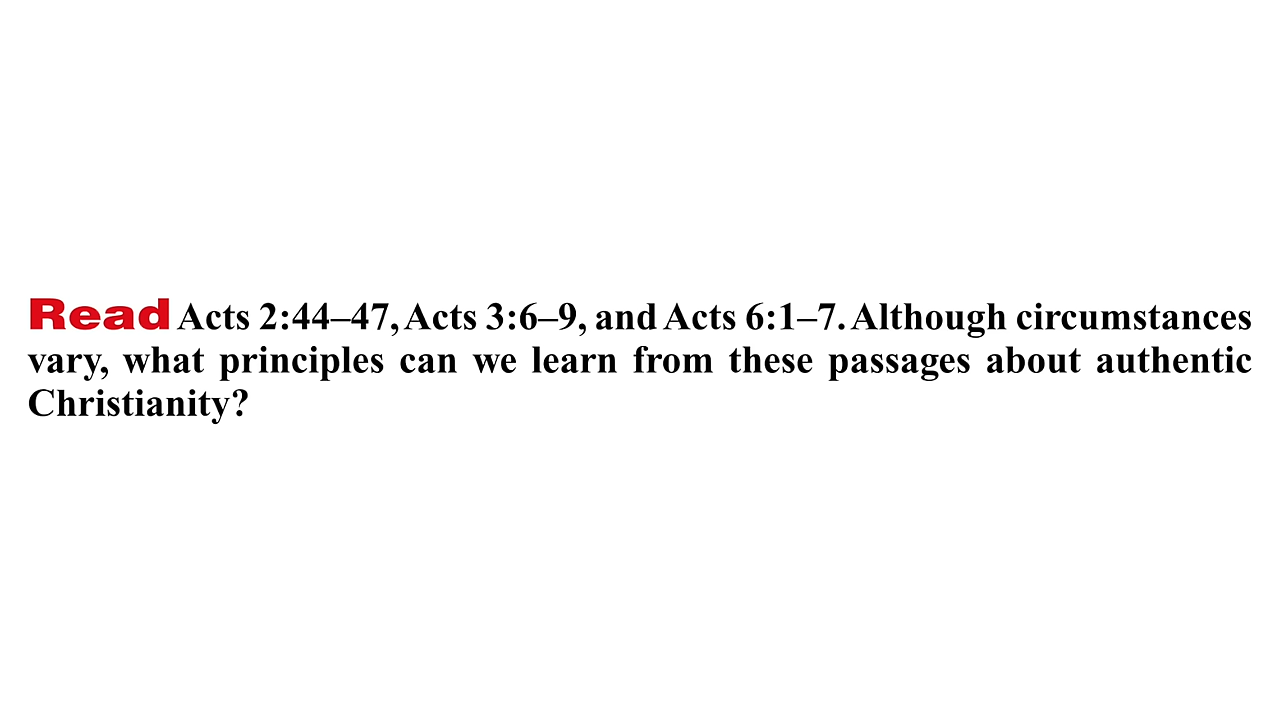 Read Acts 2:44–47, Acts 3:6–9, and Acts 6:1–7. Although circumstances
vary, what principles can we learn from these passages about authentic
Christianity?